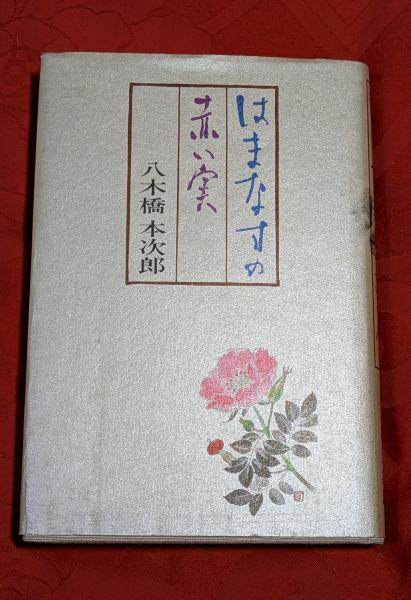 はまなすの
赤い実
八木橋 本次郎